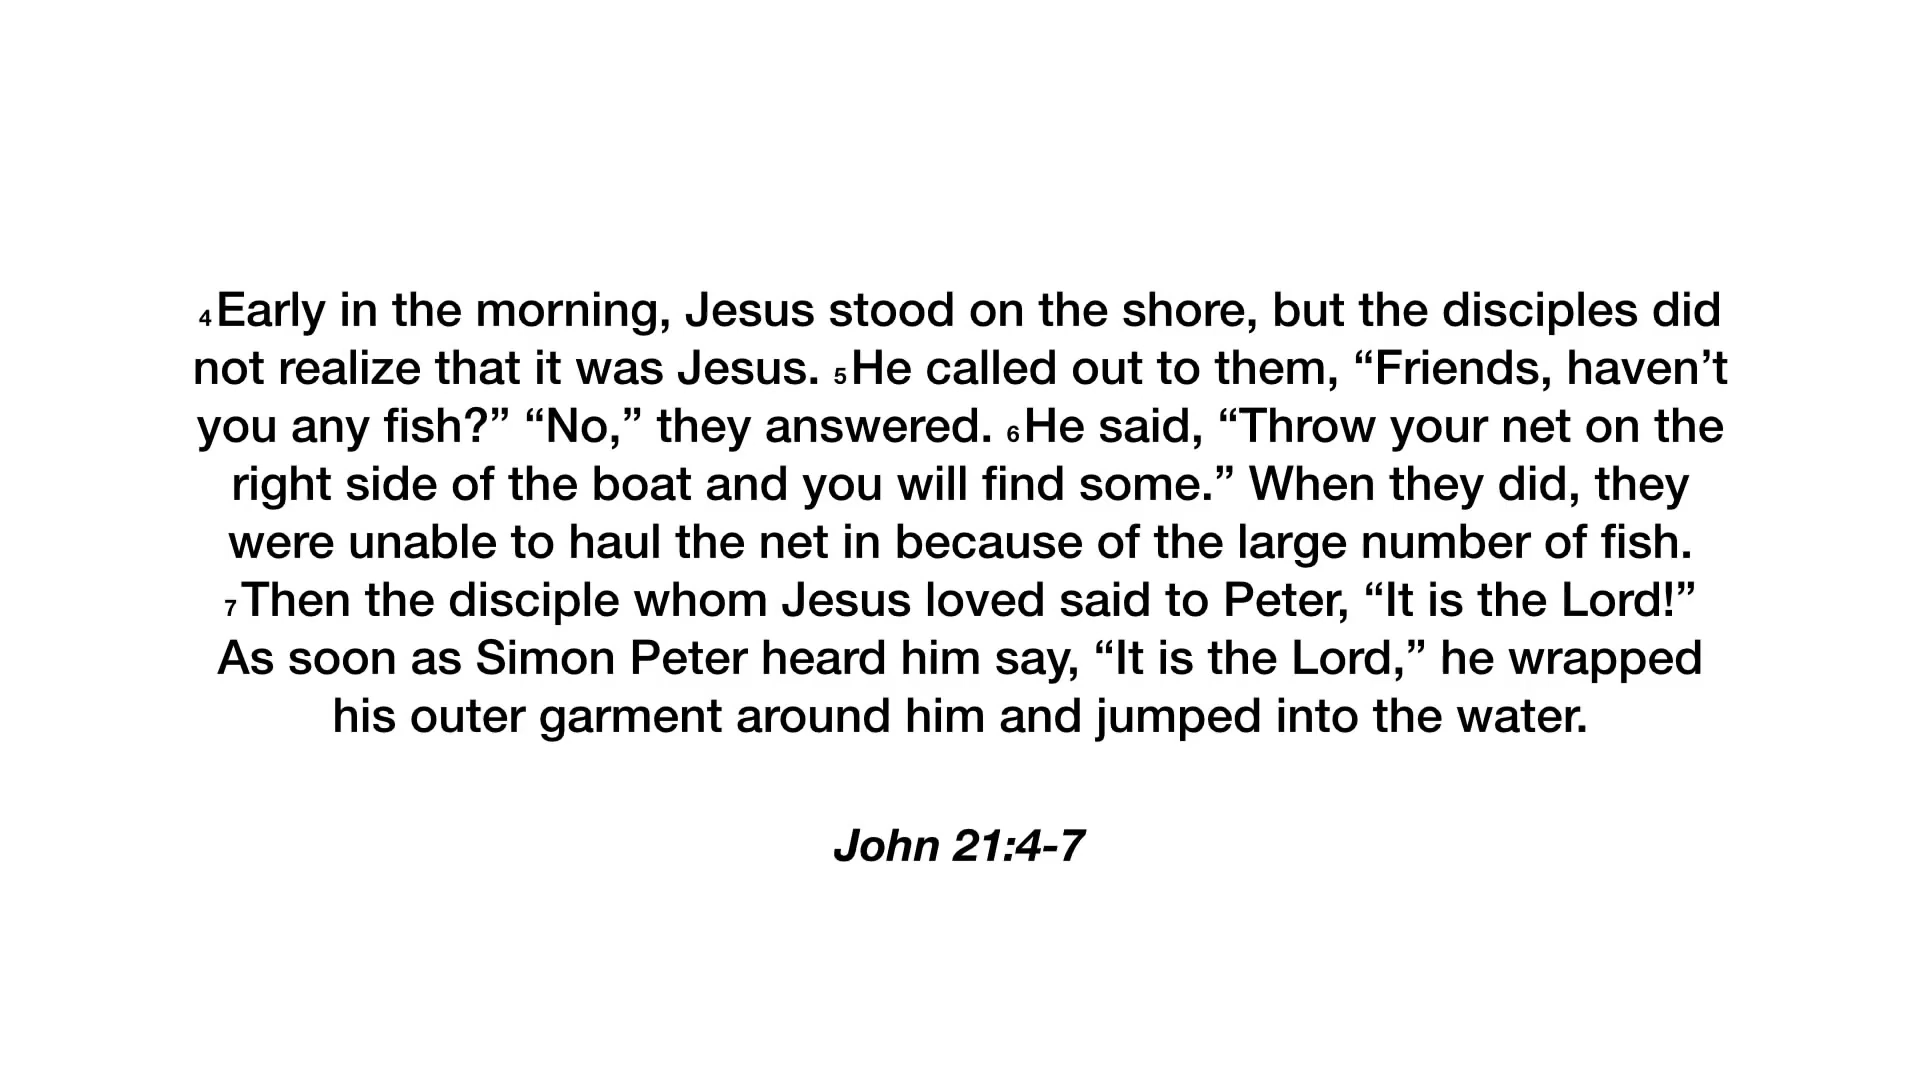 4Early in the morning, Jesus stood on the shore, but the disciples did
not realize that it was Jesus. 5He called out to them, “Friends, haven’t
you any fish?” “No,” they answered. 6He said, “Throw your net on the
right side of the boat and you will find some.” When they did, they
were unable to haul the net in because of the large number of fish.
7Then the disciple whom Jesus loved said to Peter, “It is the Lord!”
As soon as Simon Peter heard him say, “It is the Lord,” he wrapped
his outer garment around him and jumped into the water.
John 21:4-7